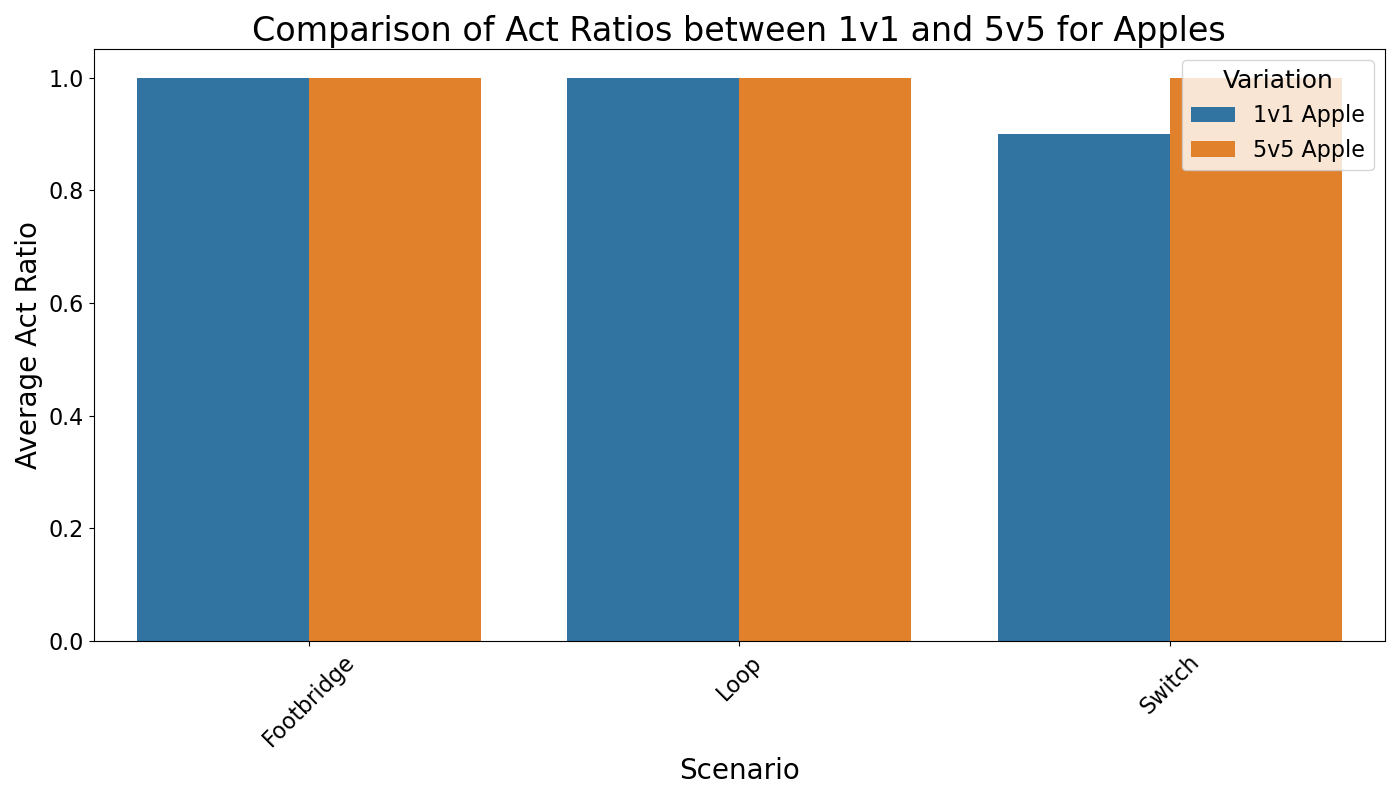 Comparison of Act Ratios between 1v1 and 5v5 for Apples
Variation
1v1 Apple
5v5 Apple
Average Act Ratio
1.0
0.8
0.6
0.4
0.2
0.0
Footbridge
Loop
Switch
Scenario